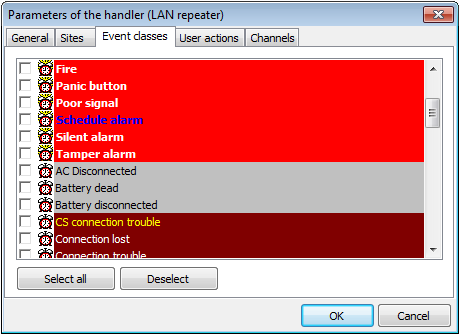 Parameters of the handler (LAN repeater)
General Sites Event classes User actions Channels
Fire
Panic button
Poor signal
Schedule alarm
Silent alarm
Tamper alarm
AC Disconnected
Battery dead
Battery disconnected
CS connection trouble
Connection lost
Connection trouble
Select all Deselect
OK Cancel